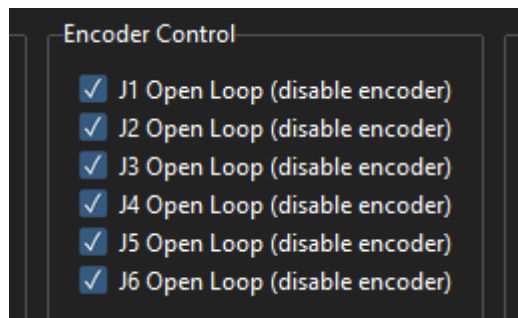 Encoder Control
J1 Open Loop (disable encoder)
J2 Open Loop (disable encoder)
J3 Open Loop (disable encoder)
J4 Open Loop (disable encoder)
J5 Open Loop (disable encoder)
J6 Open Loop (disable encoder)